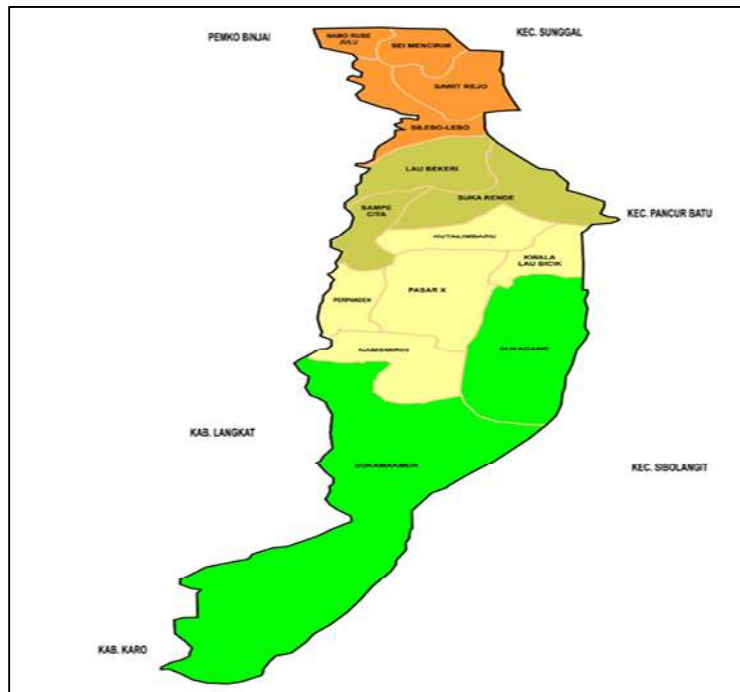 PEMKO BINJAI
KEC. SUNGGAL
NAMO RUBE
JULU
SEI MENCIRIM
SAWIT REJO
SILEBO-LEBO
LAU BEKERI
SUKA RENDE
SAMPE
CITA
KEC. PANCUR BATU
KUTALIMBARU
KWALA
LAU BICIK
PASAR X
PERPANDEN
NAMOMIRIK
SUKADAME
KAB. LANGKAT
SUKAMAKMUR
KEC. SIBOLANGIT
KAB. KARO